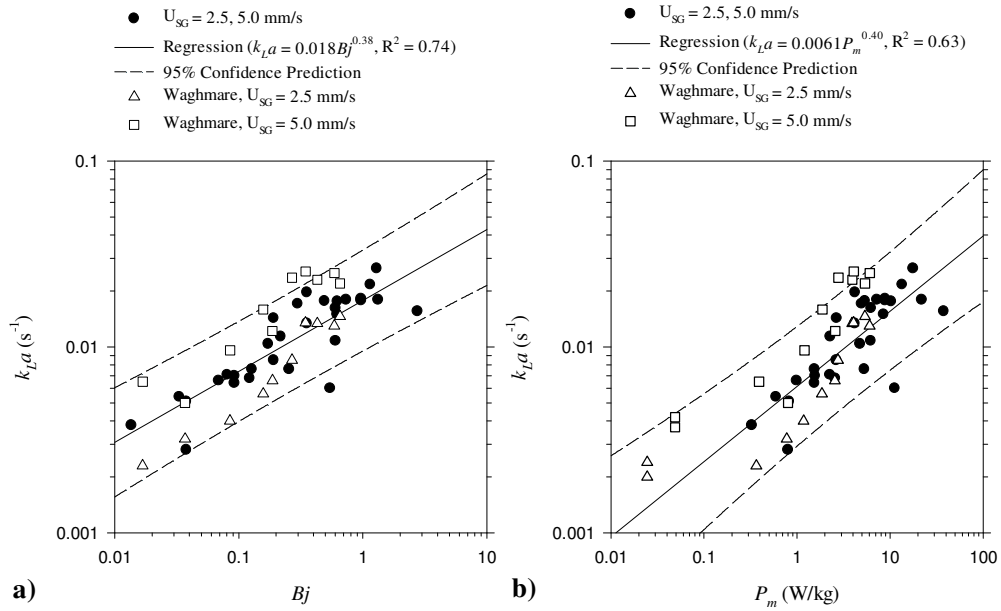 U_SG = 2.5, 5.0 mm/s
Regression (k_L a = 0.018Bj^0.38, R² = 0.74)
95% Confidence Prediction
Waghmare, U_SG = 2.5 mm/s
Waghmare, U_SG = 5.0 mm/s
0.1
0.01
0.001
k_L a (s⁻¹)
0.01 0.1 1 10
a) Bj
U_SG = 2.5, 5.0 mm/s
Regression (k_L a = 0.0061P_m^0.40, R² = 0.63)
95% Confidence Prediction
Waghmare, U_SG = 2.5 mm/s
Waghmare, U_SG = 5.0 mm/s
0.1
0.01
0.001
k_L a (s⁻¹)
0.01 0.1 1 10 100
b) P_m (W/kg)